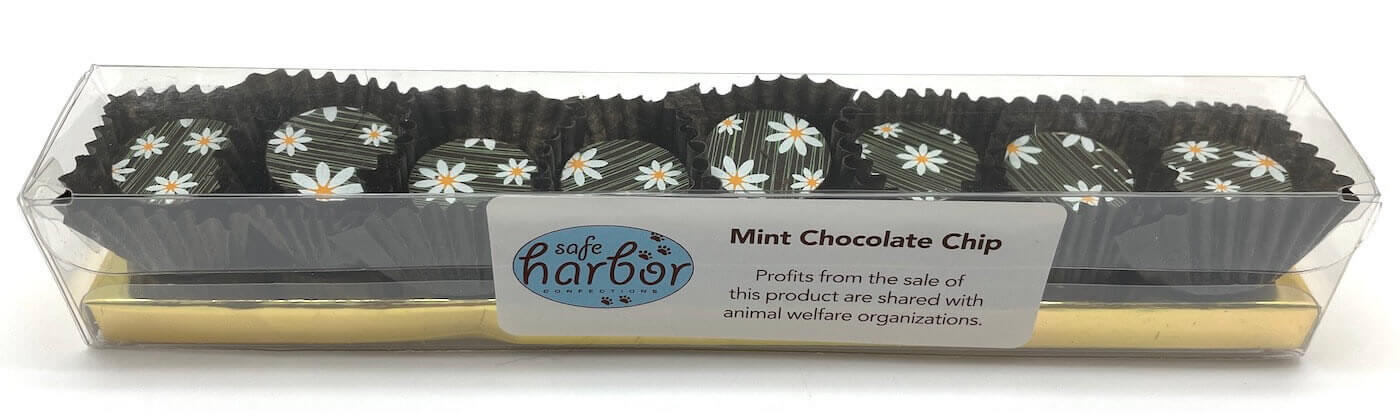 safe
harbor
CONFECTIONS
Mint Chocolate Chip
Profits from the sale of
this product are shared with
animal welfare organizations.